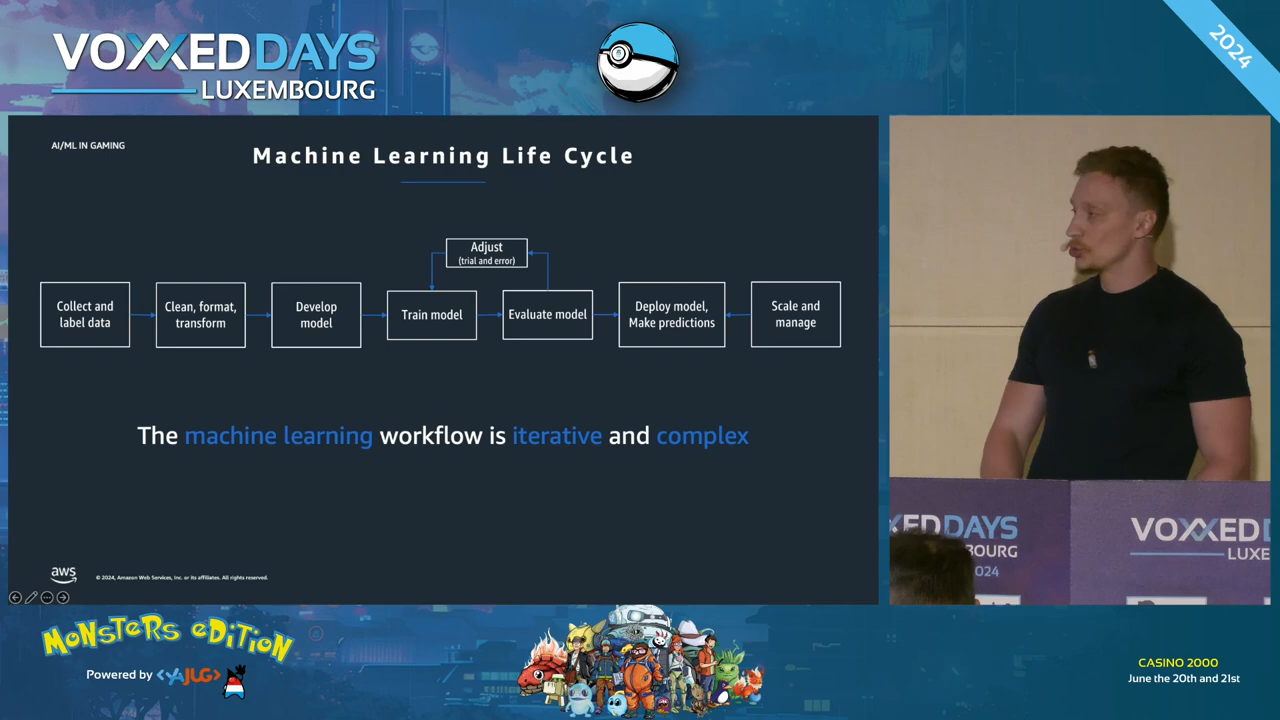 VOXXEDDAYS
LUXEMBOURG
2024
AI/ML IN GAMING
Machine Learning Life Cycle
Adjust
(trial and error)
Collect and
label data
Clean, format,
transform
Develop
model
Train model
Evaluate model
Deploy model,
Make predictions
Scale and
manage
The machine learning workflow is iterative and complex
aws
© 2024, Amazon Web Services, Inc. or its affiliates. All rights reserved.
XEDDAYS
BOURG
2024
VOXXED
LUXE
MONSTERS EDITION
Powered by <YAJUG>
CASINO 2000
June the 20th and 21st